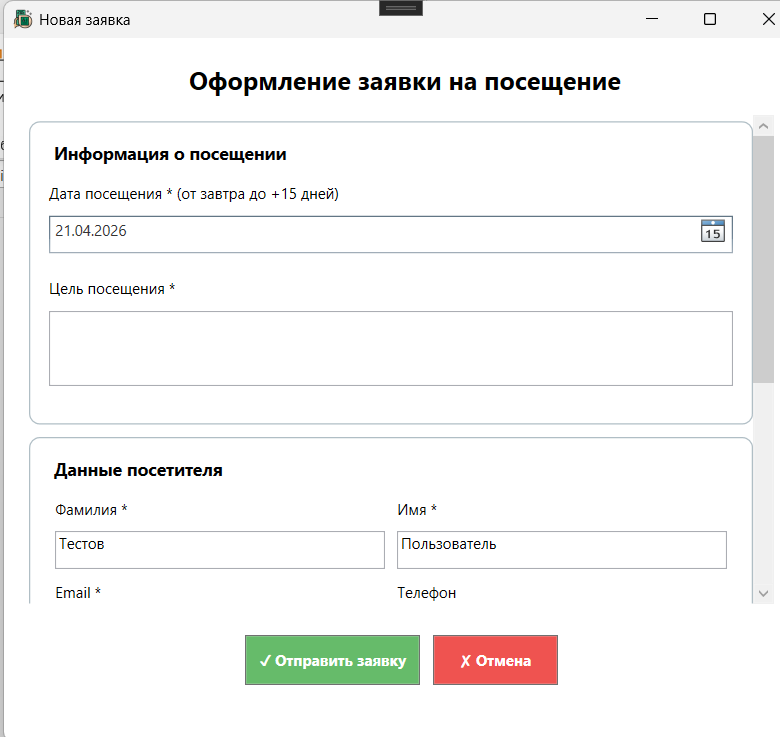 Новая заявка
Оформление заявки на посещение
Информация о посещении
Дата посещения * (от завтра до +15 дней)
21.04.2026
15
Цель посещения *
Данные посетителя
Фамилия *
Имя *
Тестов
Пользователь
Email *
Телефон
✓ Отправить заявку
✗ Отмена